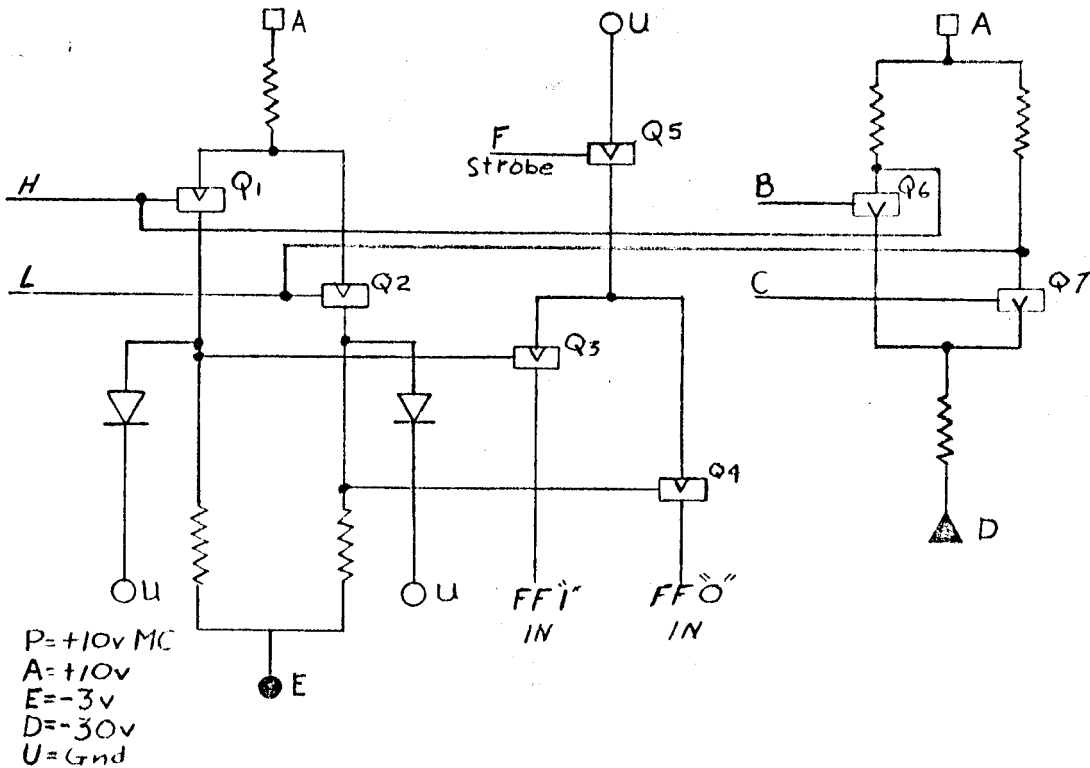 A
U
A
F
Strobe
Q5
H
Q1
B
Q6
L
Q2
C
Q7
Q3
Q4
D
U
U
FF "1"
IN
FF "0"
IN
P=+10v MC
A=+10v
E=-3v
E
D=-30v
U=Gnd